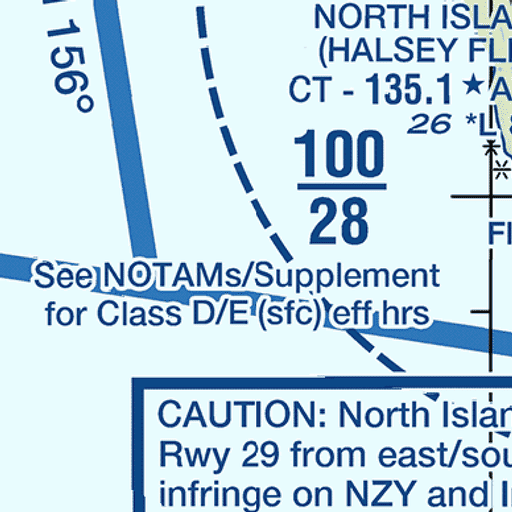 156°
NORTH ISLA
(HALSEY FL
CT - 135.1 ★ A
26 *L
100
28
See NOTAMs/Supplement
for Class D/E (sfc) eff hrs
CAUTION: North Islan
Rwy 29 from east/sou
infringe on NZY and I